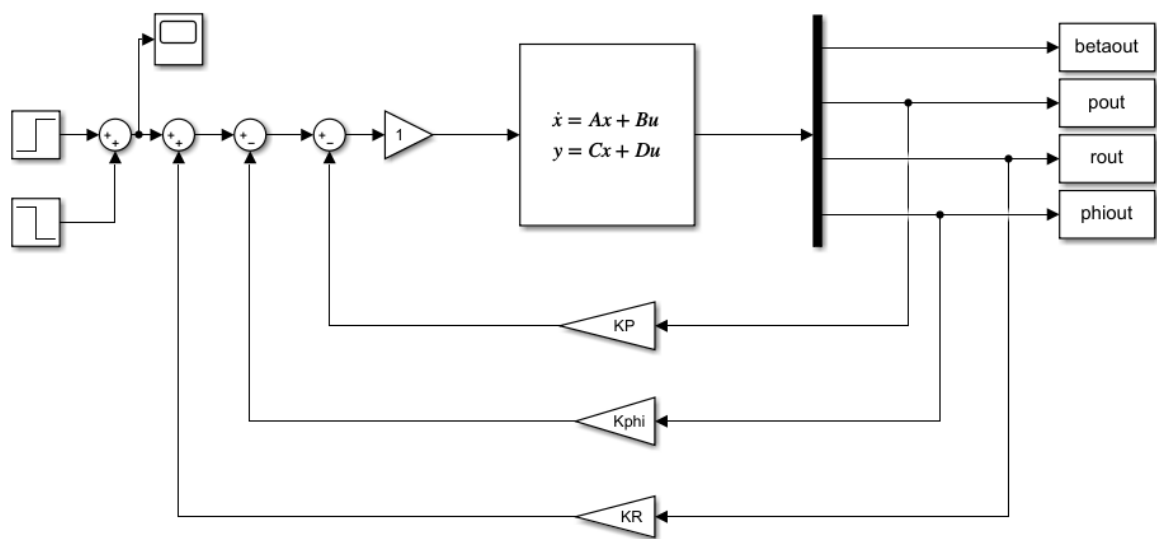 betaout
pout
rout
phiout
+
+
+
+
+
−
+
−
1
ẋ = Ax + Bu
y = Cx + Du
KP
Kphi
KR